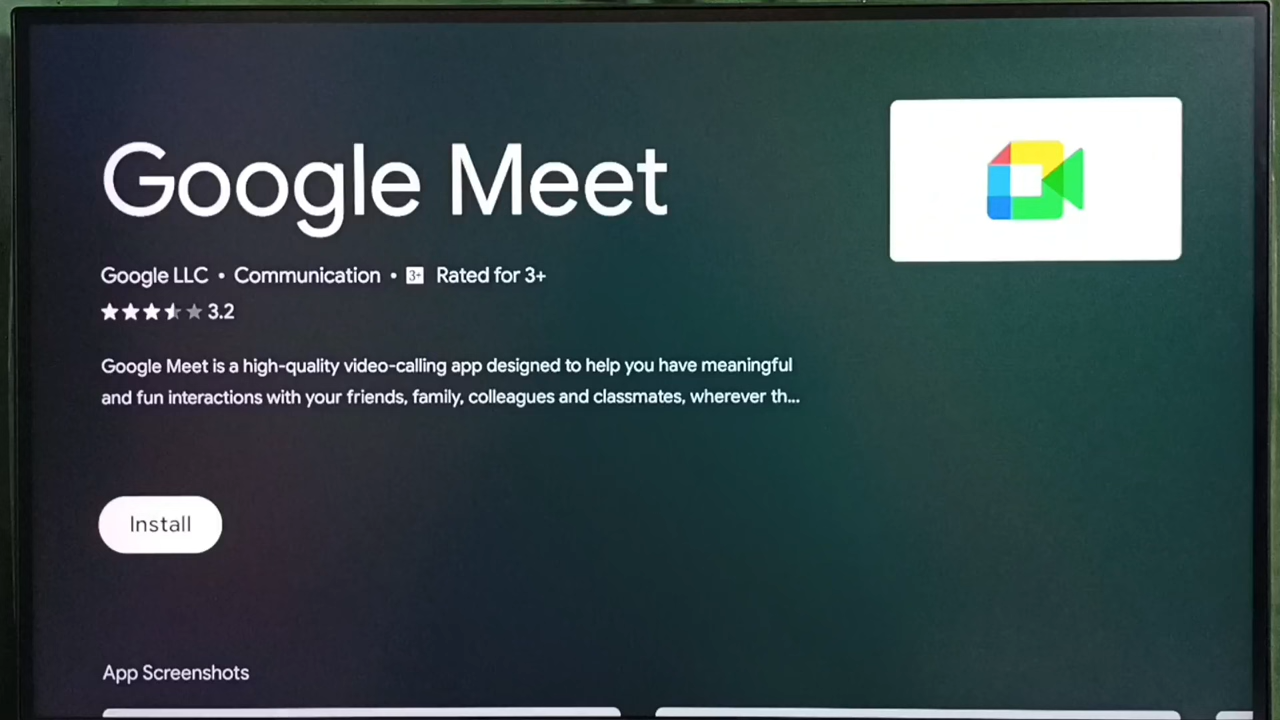 Google Meet
Google LLC • Communication • 3+ Rated for 3+
3.2
Google Meet is a high-quality video-calling app designed to help you have meaningful
and fun interactions with your friends, family, colleagues and classmates, wherever th...
Install
App Screenshots